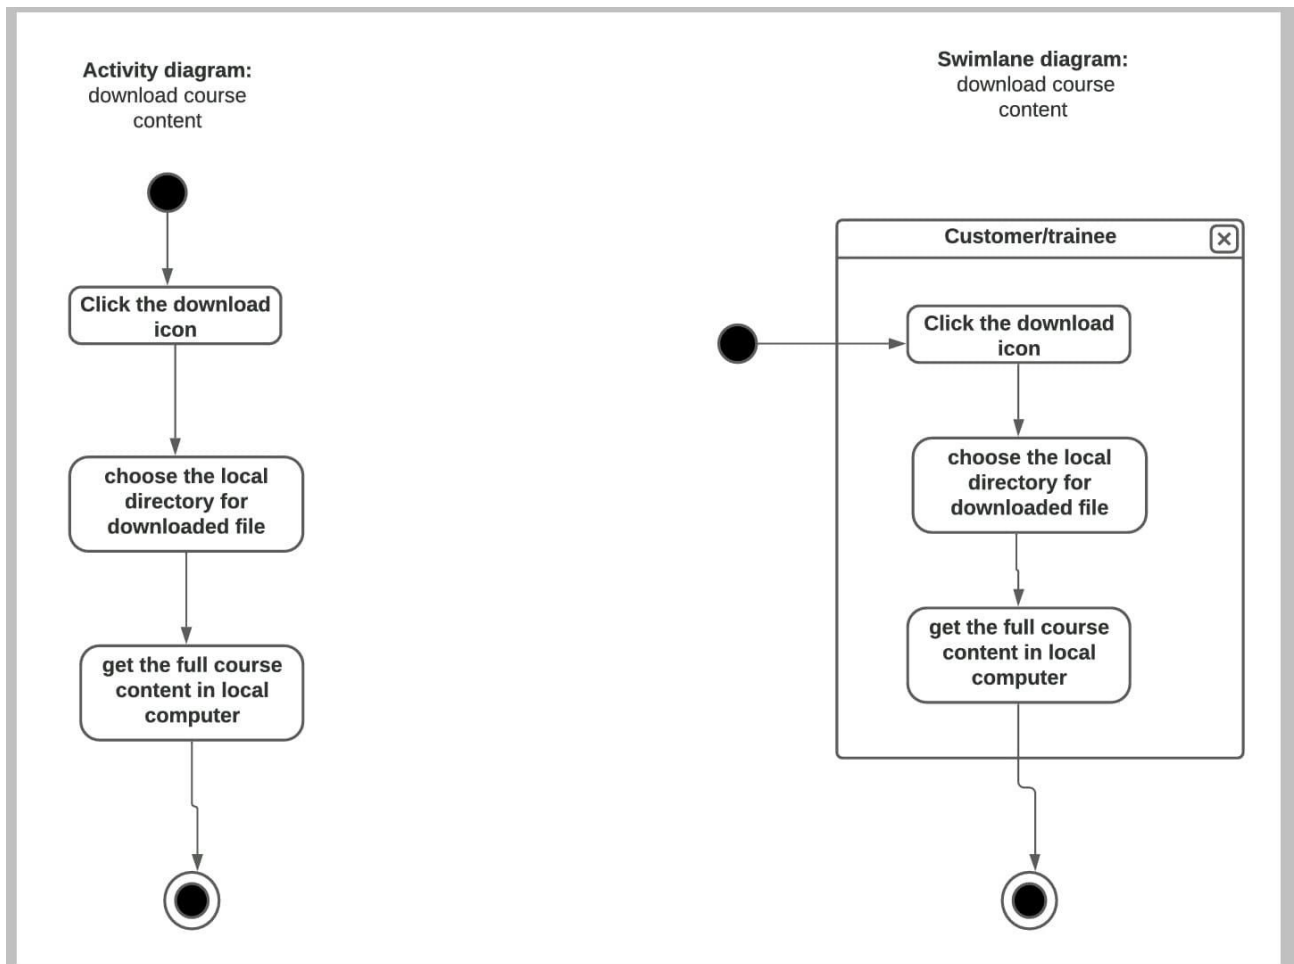 Activity diagram:
download course
content
Click the download
icon
choose the local
directory for
downloaded file
get the full course
content in local
computer
Swimlane diagram:
download course
content
Customer/trainee
Click the download
icon
choose the local
directory for
downloaded file
get the full course
content in local
computer